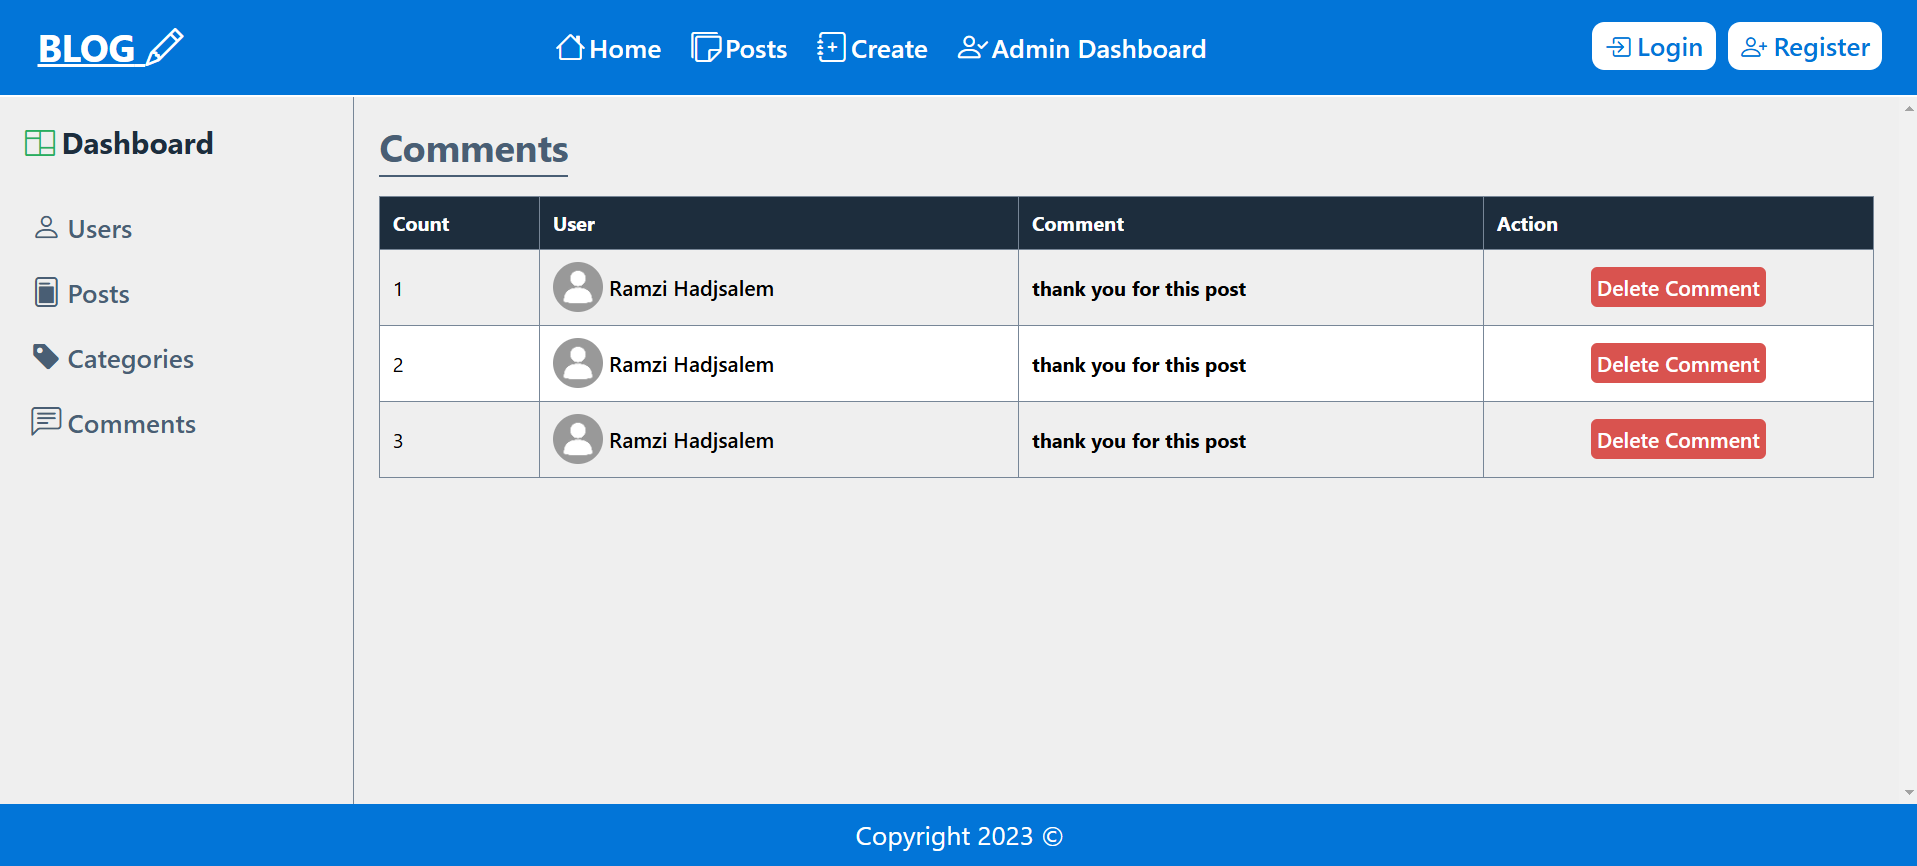 BLOG
Home Posts Create Admin Dashboard
Login Register
Dashboard
Users
Posts
Categories
Comments
Comments
Count User Comment Action
1 Ramzi Hadjsalem thank you for this post Delete Comment
2 Ramzi Hadjsalem thank you for this post Delete Comment
3 Ramzi Hadjsalem thank you for this post Delete Comment
Copyright 2023 ©